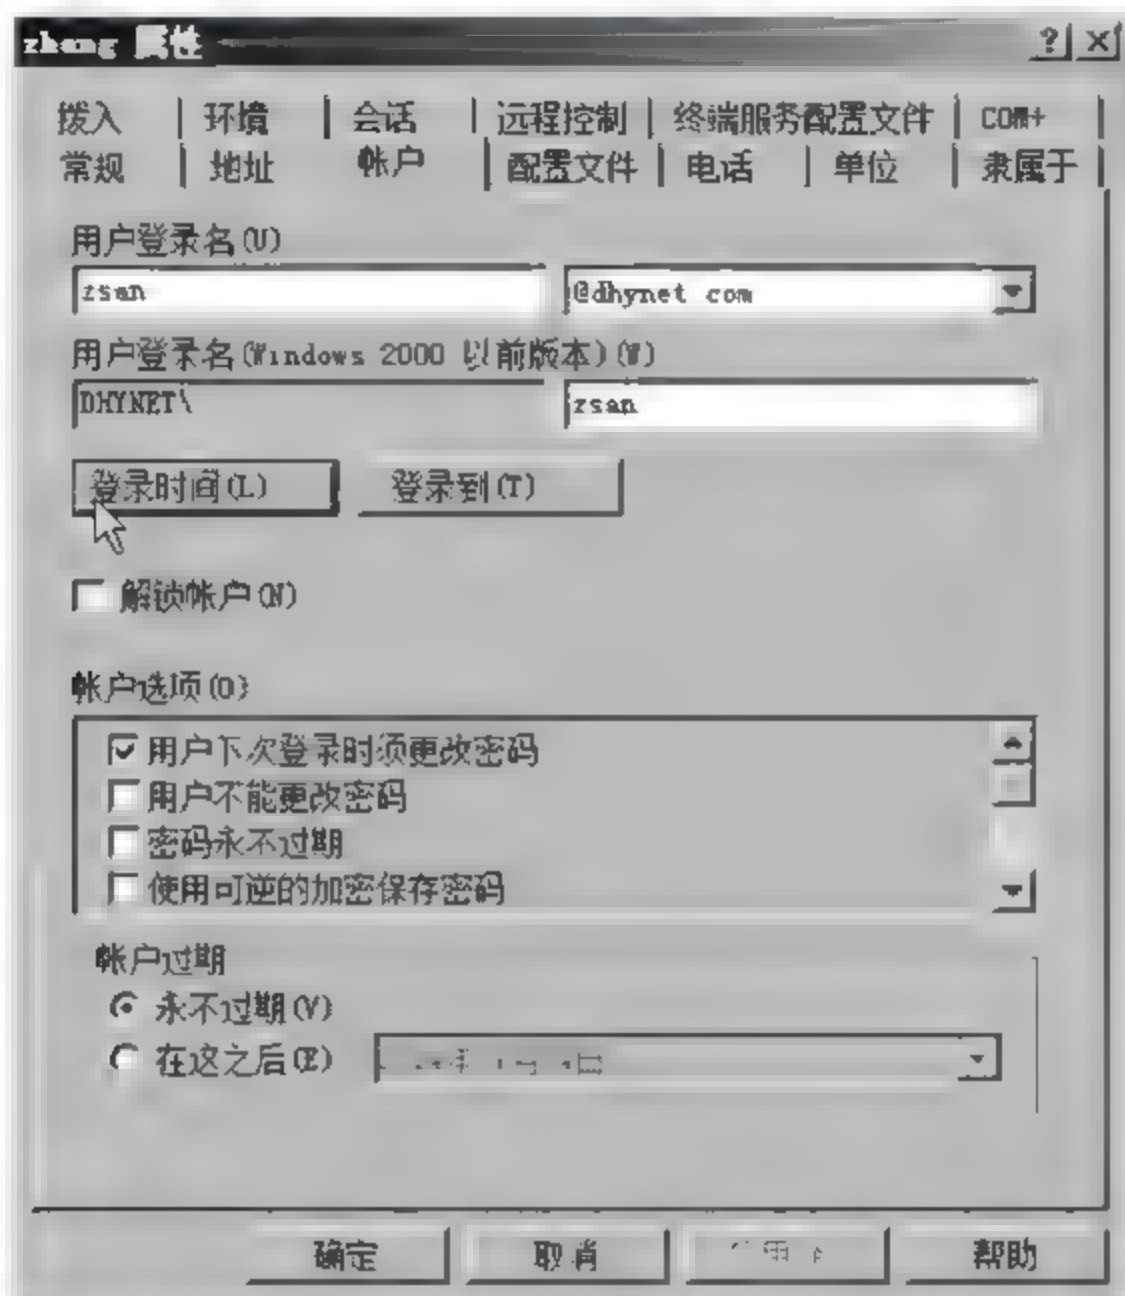 zhang 属性
拨入 环境 会话 远程控制 终端服务配置文件 COM+
常规 地址 帐户 配置文件 电话 单位 隶属于
用户登录名(U)
zsan @dhynet com
用户登录名(Windows 2000 以前版本)(W)
DHYNET\ zsan
登录时间(L) 登录到(T)
解锁帐户(N)
帐户选项(O)
用户下次登录时须更改密码
用户不能更改密码
密码永不过期
使用可逆的加密保存密码
帐户过期
永不过期(V)
在这之后(E)
确定 取消 帮助